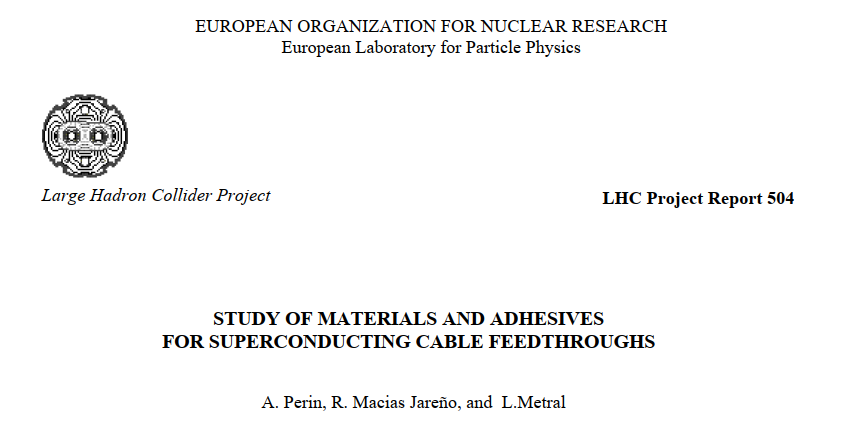 EUROPEAN ORGANIZATION FOR NUCLEAR RESEARCH
European Laboratory for Particle Physics
Large Hadron Collider Project
LHC Project Report 504
STUDY OF MATERIALS AND ADHESIVES
FOR SUPERCONDUCTING CABLE FEEDTHROUGHS
A. Perin, R. Macias Jareño, and  L.Metral